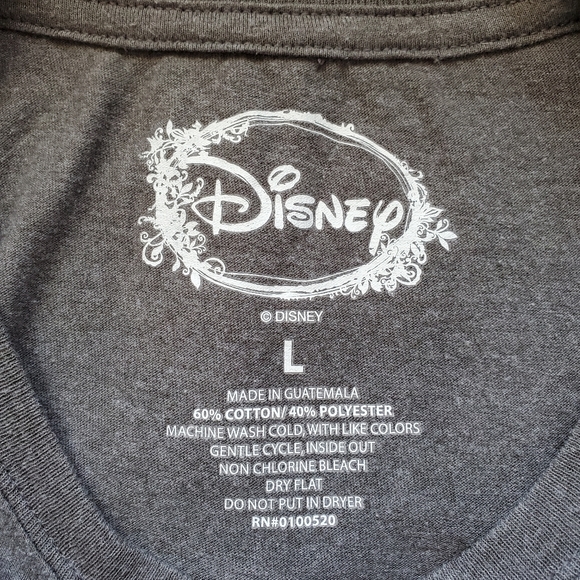 Disney
© DISNEY
L
MADE IN GUATEMALA
60% COTTON/ 40% POLYESTER
MACHINE WASH COLD, WITH LIKE COLORS
GENTLE CYCLE, INSIDE OUT
NON CHLORINE BLEACH
DRY FLAT
DO NOT PUT IN DRYER
RN#0100520